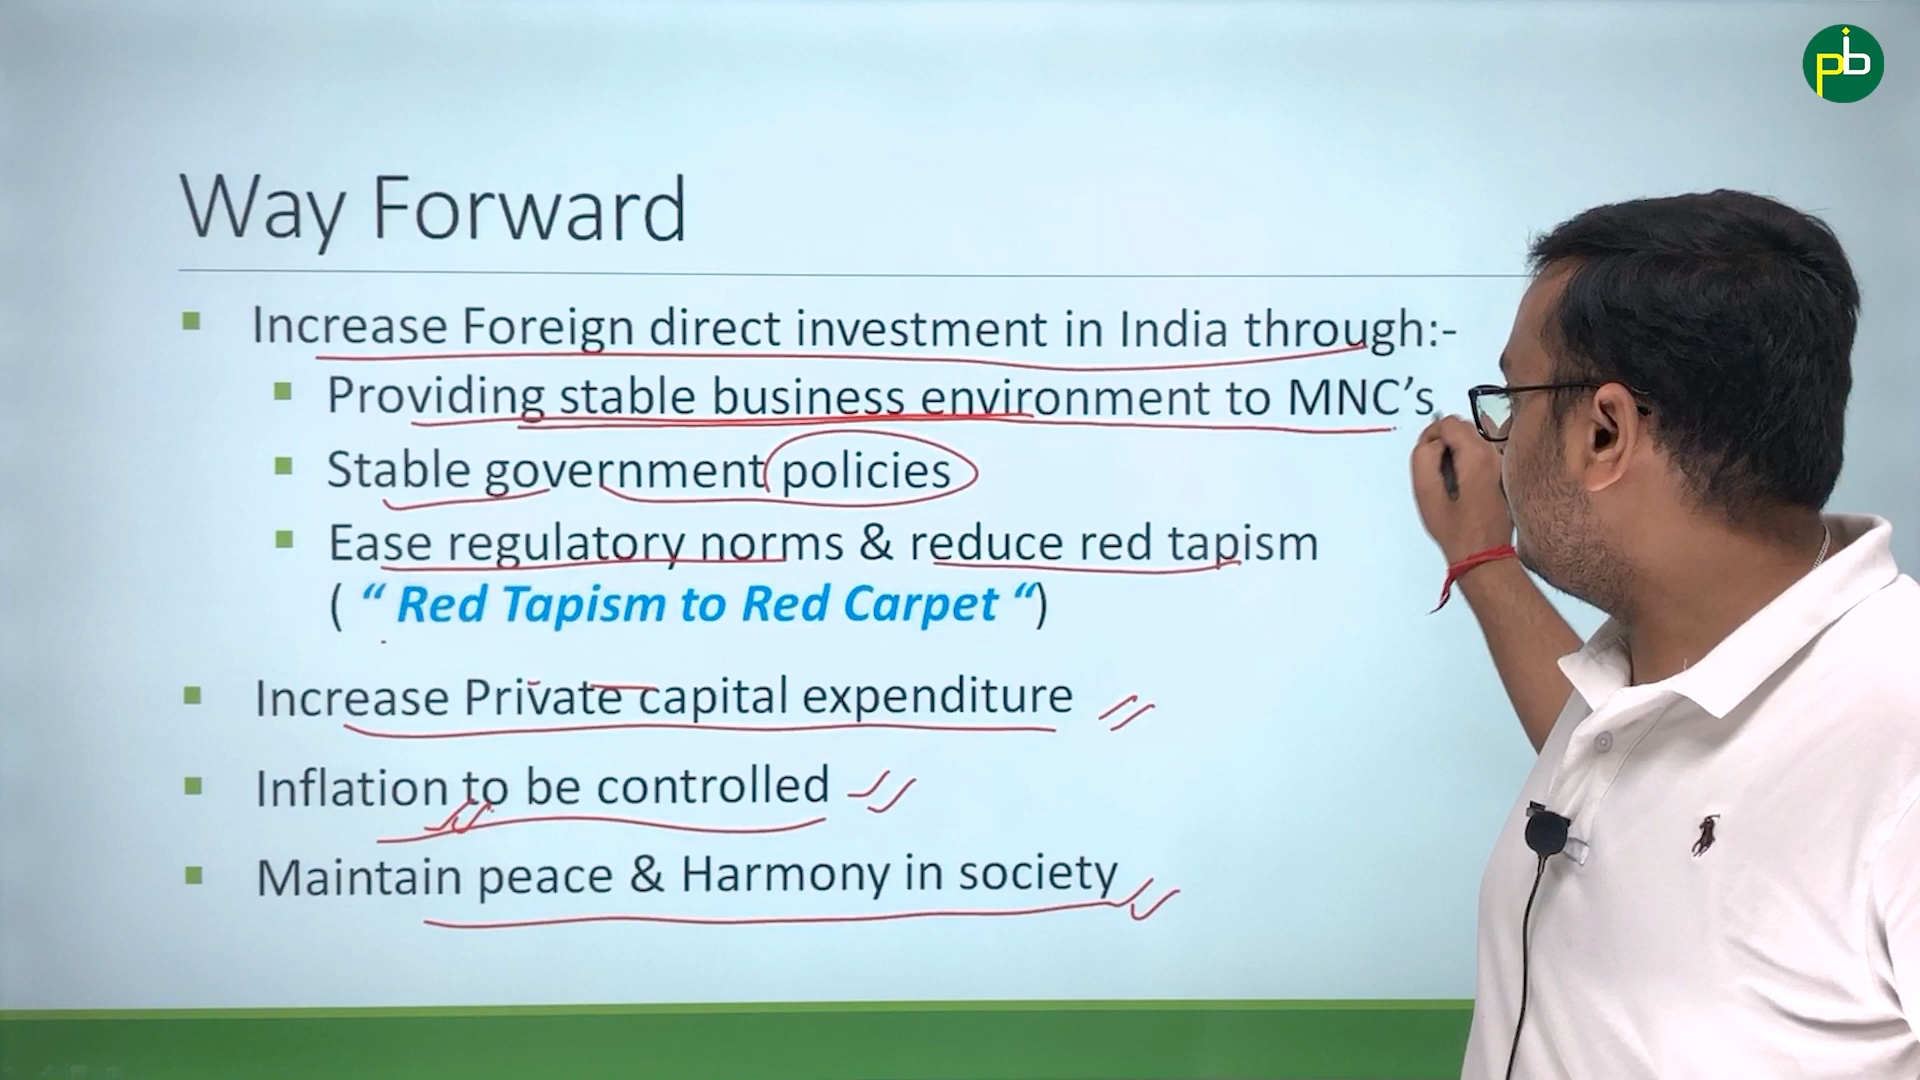 pib
Way Forward
Increase Foreign direct investment in India through:-
Providing stable business environment to MNC’s
Stable government policies
Ease regulatory norms & reduce red tapism
( “ Red Tapism to Red Carpet “)
Increase Private capital expenditure
Inflation to be controlled
Maintain peace & Harmony in society